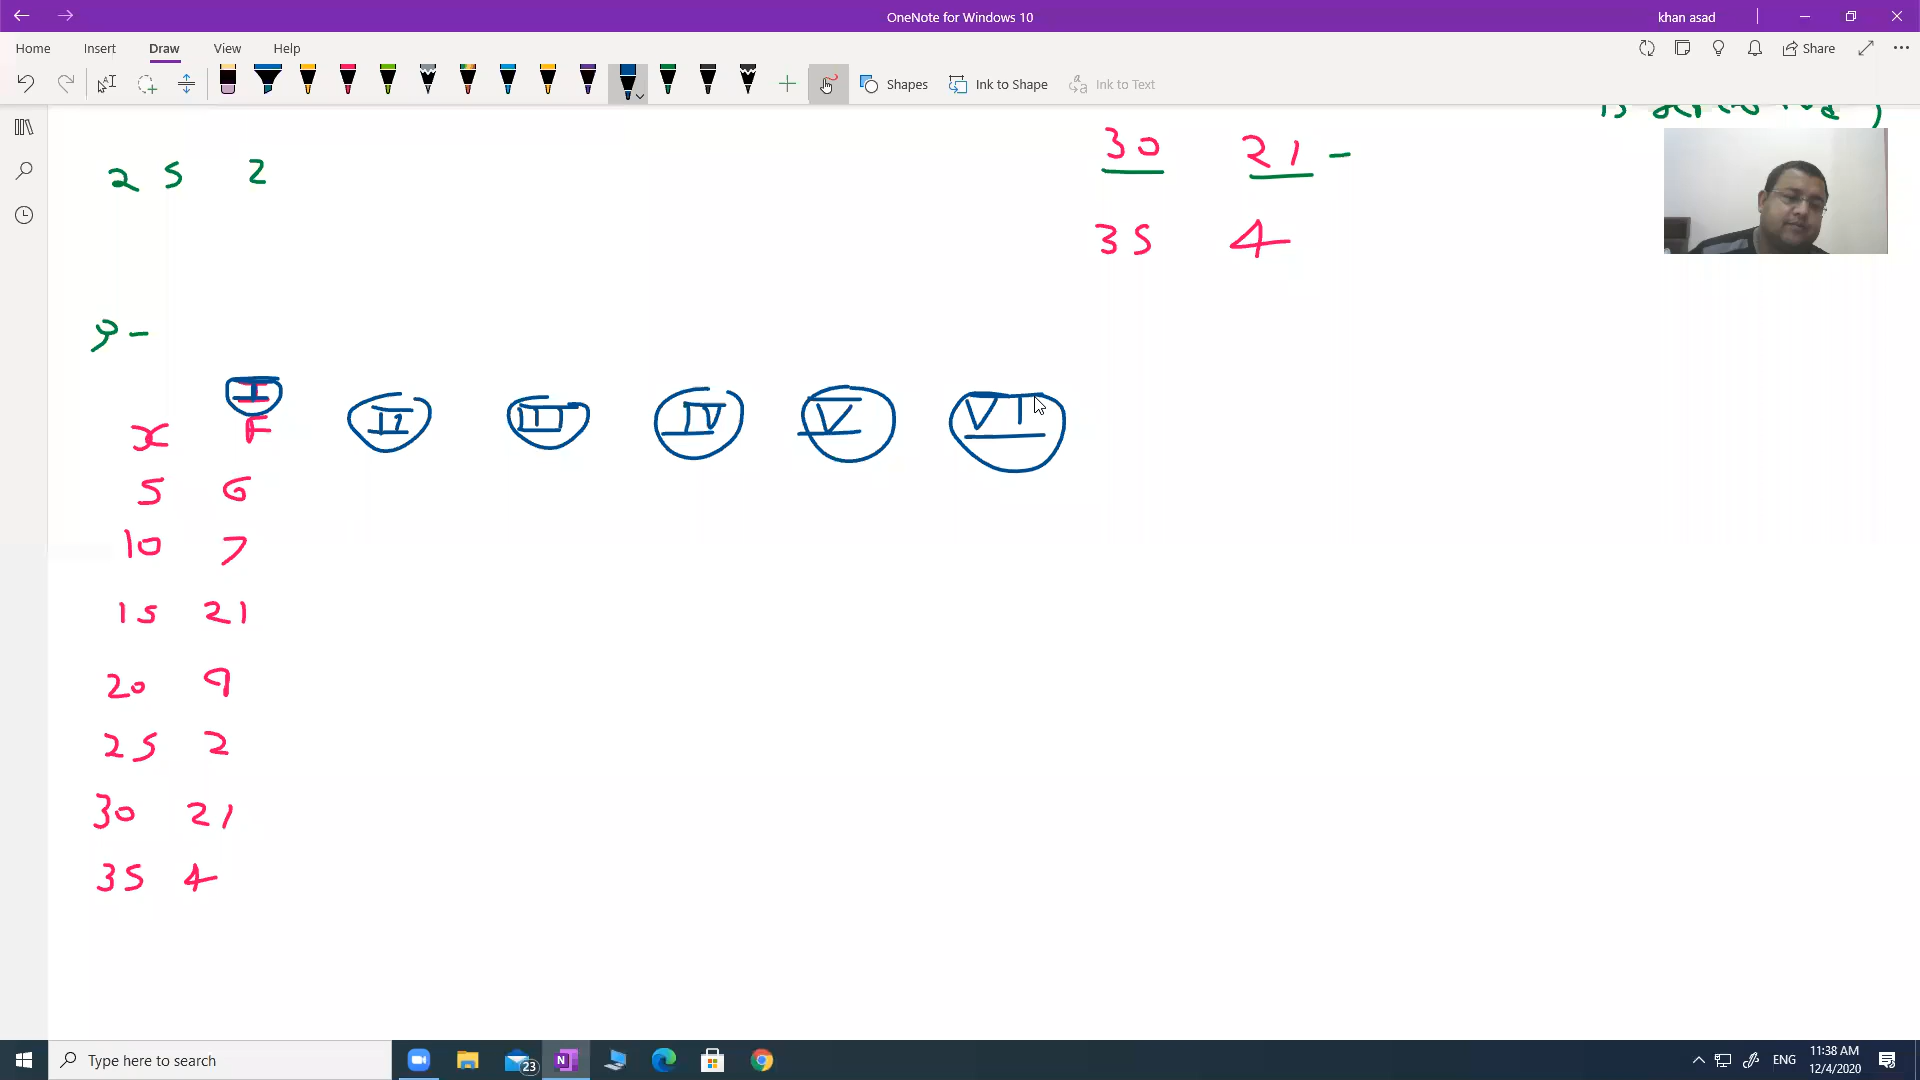 OneNote for Windows 10
khan asad
Home Insert Draw View Help
Share
Shapes Ink to Shape Ink to Text
30 21 -
25 2
35 4
9 -
I II III IV V VI
x F
5 6
10 7
15 21
20 9
25 2
30 21
35 4
Type here to search
23
ENG
11:38 AM
12/4/2020